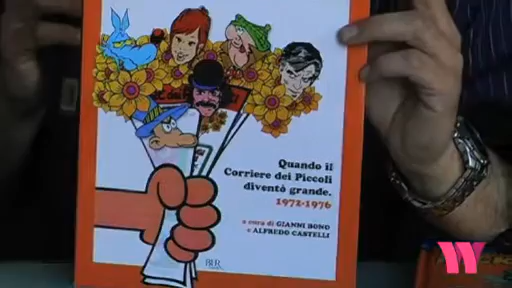 Quando il
Corriere dei Piccoli
diventò grande.
1972-1976
a cura di GIANNI BONO
e ALFREDO CASTELLI
BUR
W